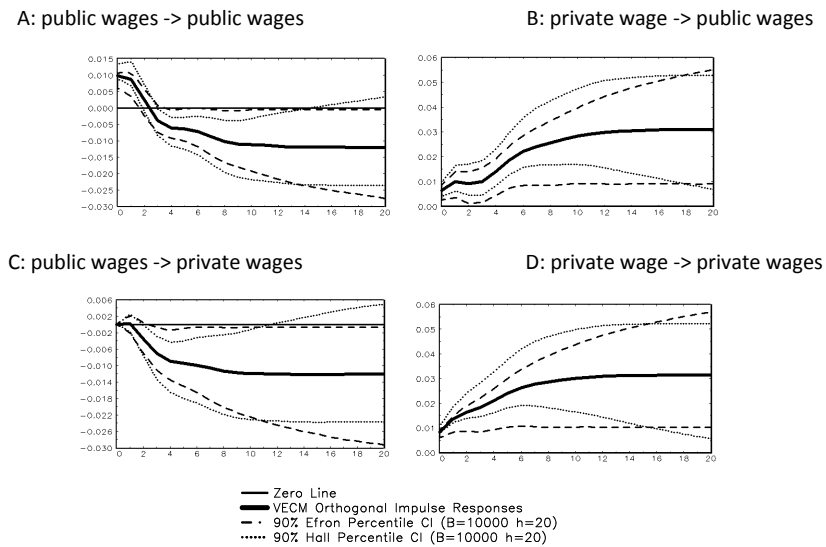 A: public wages -> public wages
B: private wage -> public wages
0.015
0.010
0.005
0.000
−0.005
−0.010
−0.015
−0.020
−0.025
−0.030
0 2 4 6 8 10 12 14 16 18 20
0.06
0.05
0.04
0.03
0.02
0.01
0.00
0 2 4 6 8 10 12 14 16 18 20
C: public wages -> private wages
D: private wage -> private wages
0.006
0.002
−0.002
−0.006
−0.010
−0.014
−0.018
−0.022
−0.026
−0.030
0 2 4 6 8 10 12 14 16 18 20
0.06
0.05
0.04
0.03
0.02
0.01
0.00
0 2 4 6 8 10 12 14 16 18 20
Zero Line
VECM Orthogonal Impulse Responses
90% Efron Percentile CI (B=10000 h=20)
90% Hall Percentile CI (B=10000 h=20)